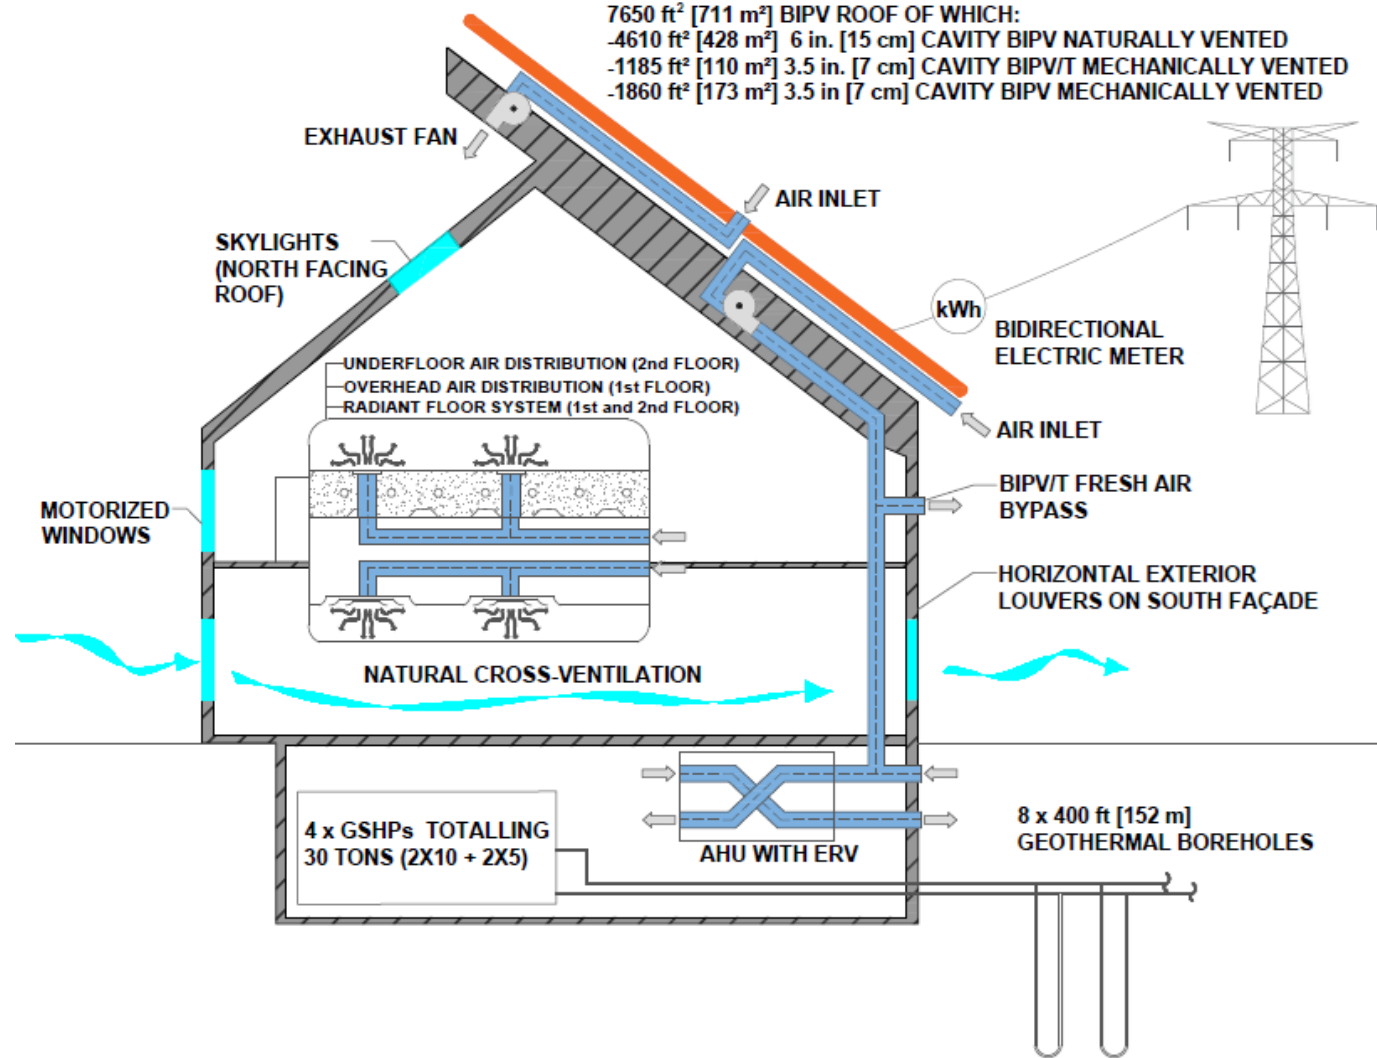 7650 ft² [711 m²] BIPV ROOF OF WHICH:
-4610 ft² [428 m²] 6 in. [15 cm] CAVITY BIPV NATURALLY VENTED
-1185 ft² [110 m²] 3.5 in. [7 cm] CAVITY BIPV/T MECHANICALLY VENTED
-1860 ft² [173 m²] 3.5 in [7 cm] CAVITY BIPV MECHANICALLY VENTED
EXHAUST FAN
AIR INLET
SKYLIGHTS
(NORTH FACING
ROOF)
kWh
BIDIRECTIONAL
ELECTRIC METER
UNDERFLOOR AIR DISTRIBUTION (2nd FLOOR)
OVERHEAD AIR DISTRIBUTION (1st FLOOR)
RADIANT FLOOR SYSTEM (1st and 2nd FLOOR)
AIR INLET
MOTORIZED
WINDOWS
BIPV/T FRESH AIR
BYPASS
HORIZONTAL EXTERIOR
LOUVERS ON SOUTH FAÇADE
NATURAL CROSS-VENTILATION
4 x GSHPs TOTALLING
30 TONS (2X10 + 2X5)
AHU WITH ERV
8 x 400 ft [152 m]
GEOTHERMAL BOREHOLES